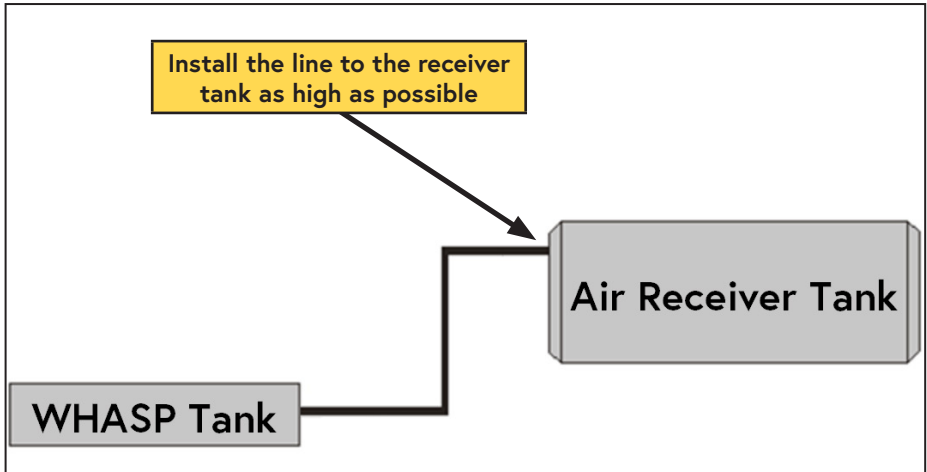 Install the line to the receiver
tank as high as possible
Air Receiver Tank
WHASP Tank